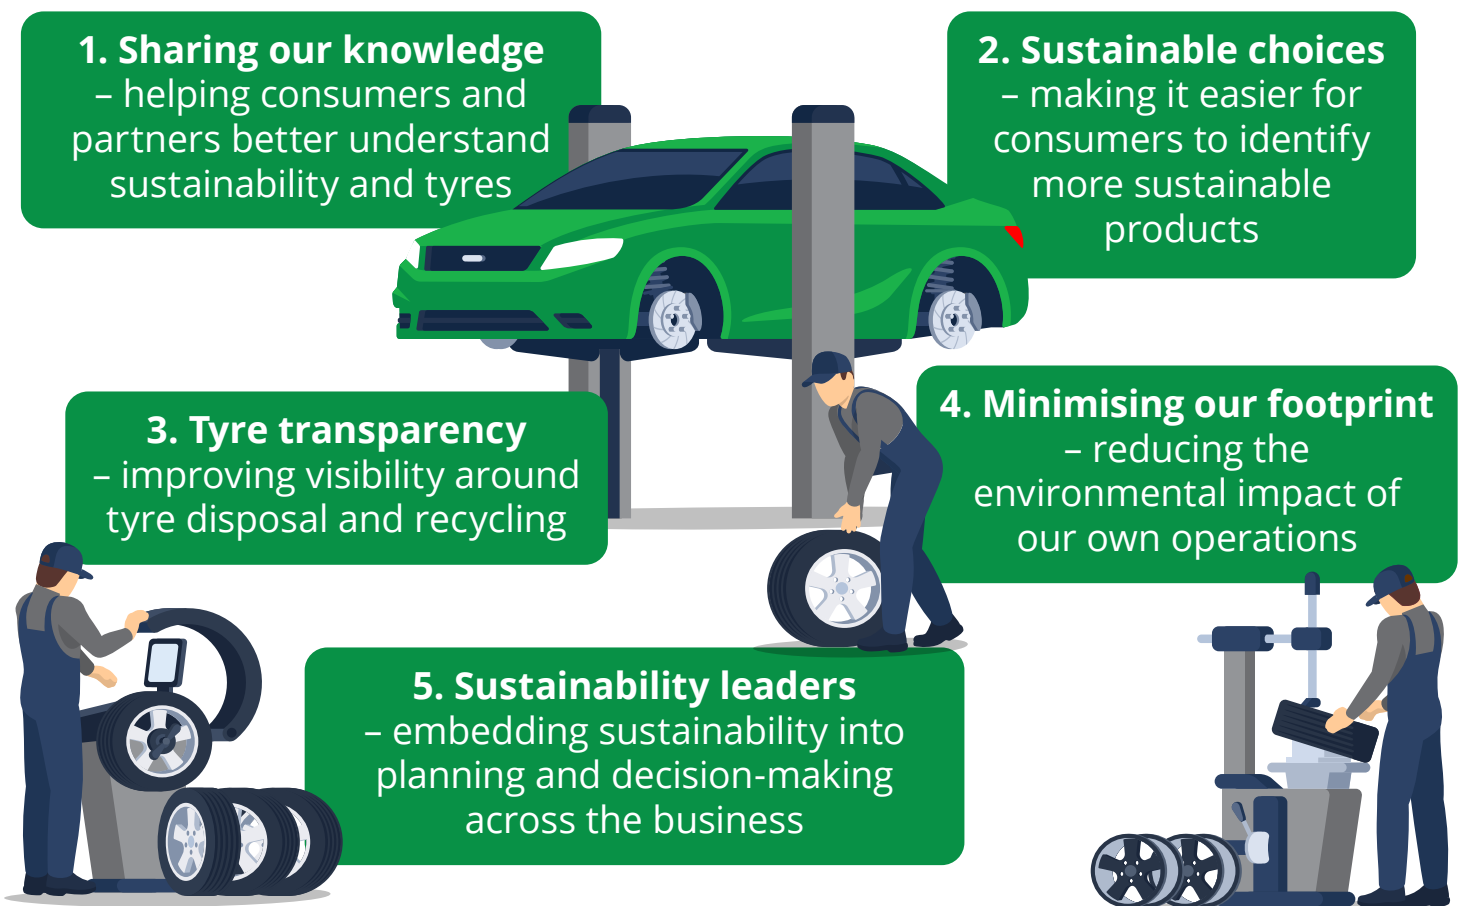 1. Sharing our knowledge
– helping consumers and
partners better understand
sustainability and tyres
2. Sustainable choices
– making it easier for
consumers to identify
more sustainable
products
3. Tyre transparency
– improving visibility around
tyre disposal and recycling
4. Minimising our footprint
– reducing the
environmental impact of
our own operations
5. Sustainability leaders
– embedding sustainability into
planning and decision-making
across the business